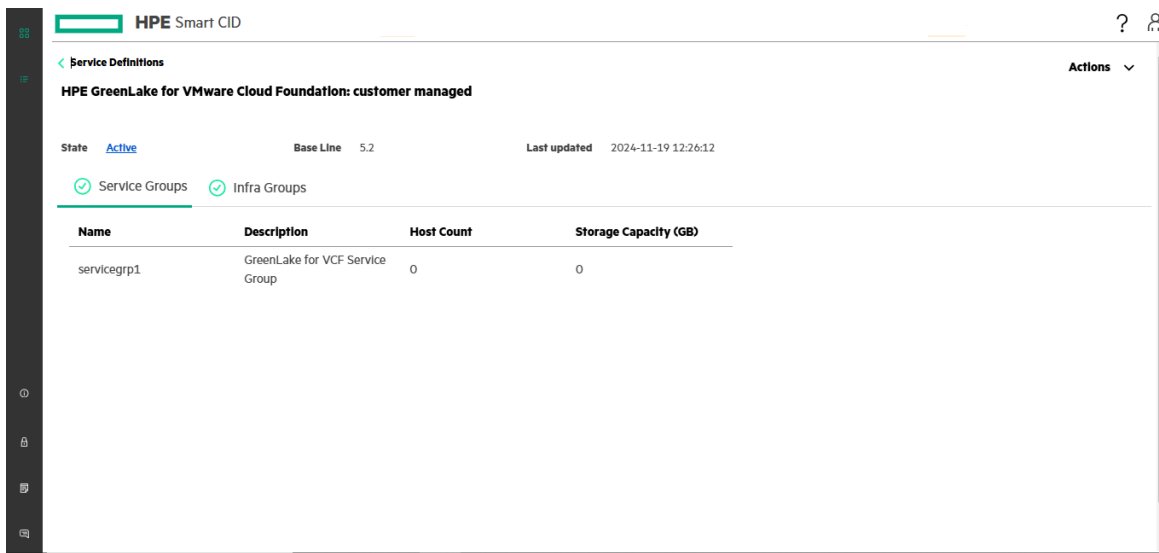 HPE Smart CID
?
Service Definitions
Actions
HPE GreenLake for VMware Cloud Foundation: customer managed
State Active Base Line 5.2 Last updated 2024-11-19 12:26:12
Service Groups Infra Groups
Name Description Host Count Storage Capacity (GB)
servicegrp1 GreenLake for VCF Service Group 0 0